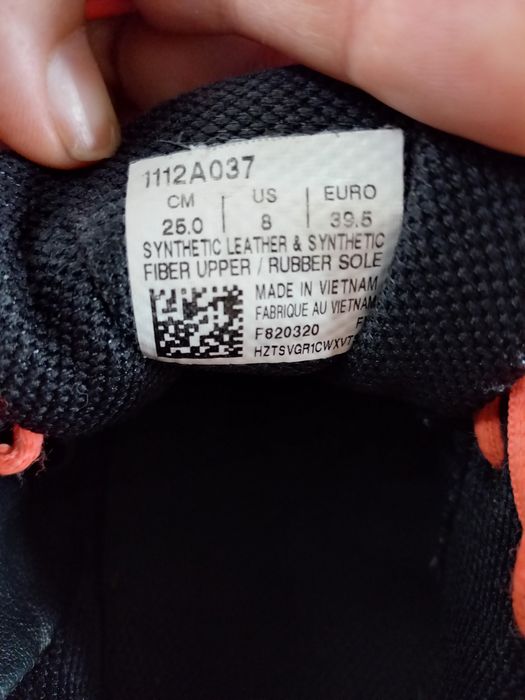 1112A037
CM US EURO
25.0 8 39.5
SYNTHETIC LEATHER & SYNTHETIC
FIBER UPPER / RUBBER SOLE
MADE IN VIETNAM
FABRIQUE AU VIETNAM
F820320